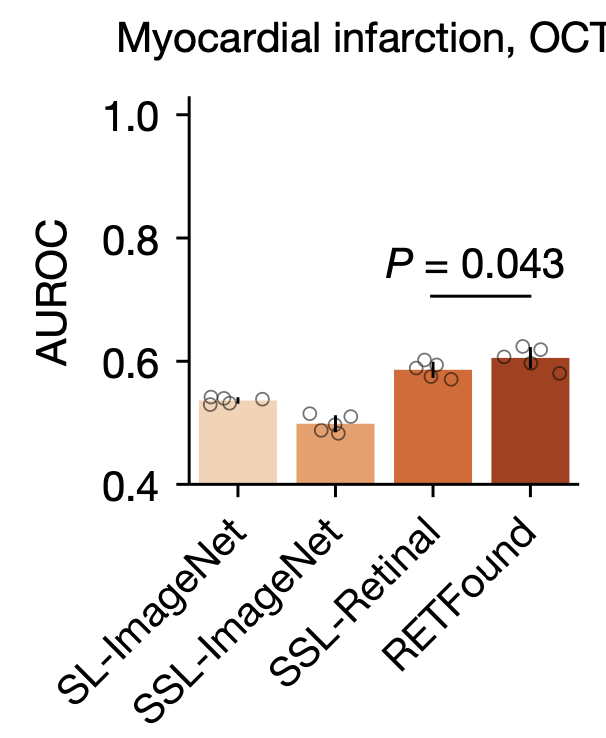 Myocardial infarction, OCT
1.0
0.8
0.6
0.4
AUROC
P = 0.043
SL-ImageNet
SSL-ImageNet
SSL-Retinal
RETFound